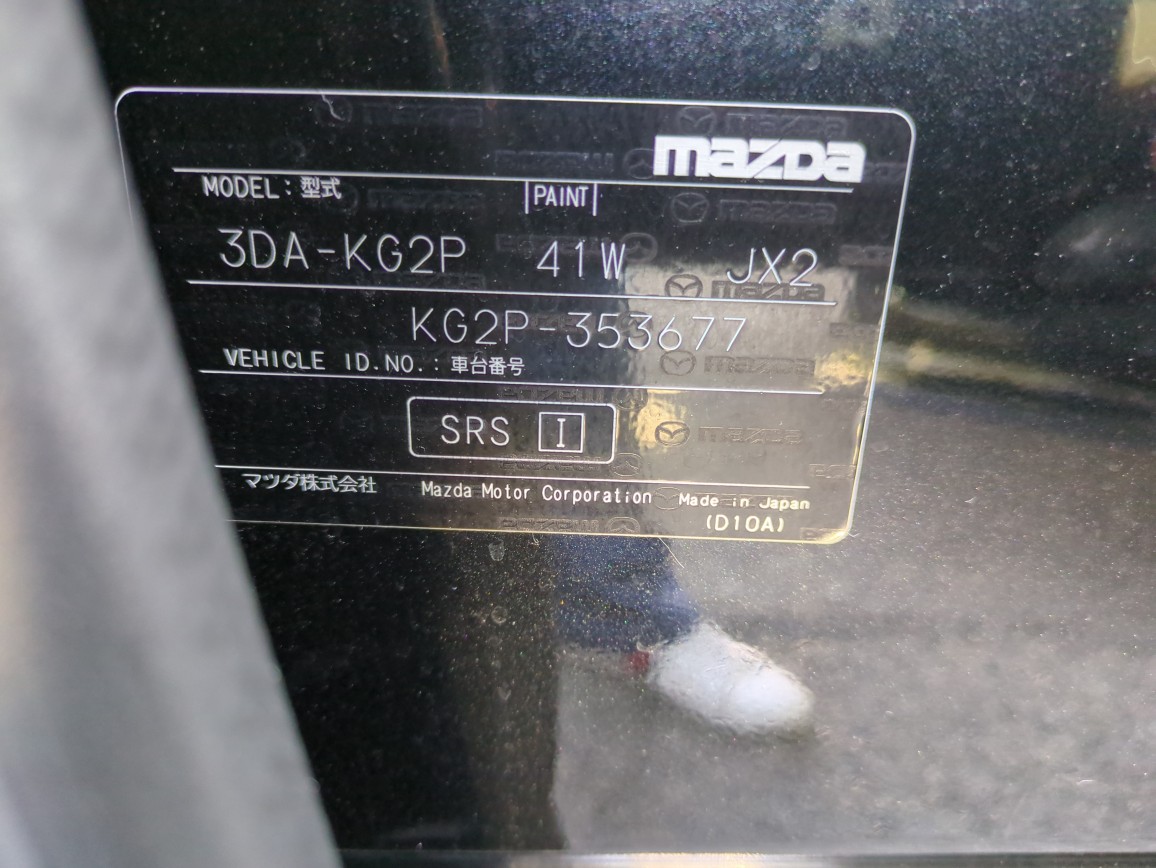 mazda
MODEL : 型式 PAINT
3DA-KG2P 41W JX2
KG2P-353677
VEHICLE ID.NO. : 車台番号
SRS I
マツダ株式会社 Mazda Motor Corporation Made in Japan
(D10A)